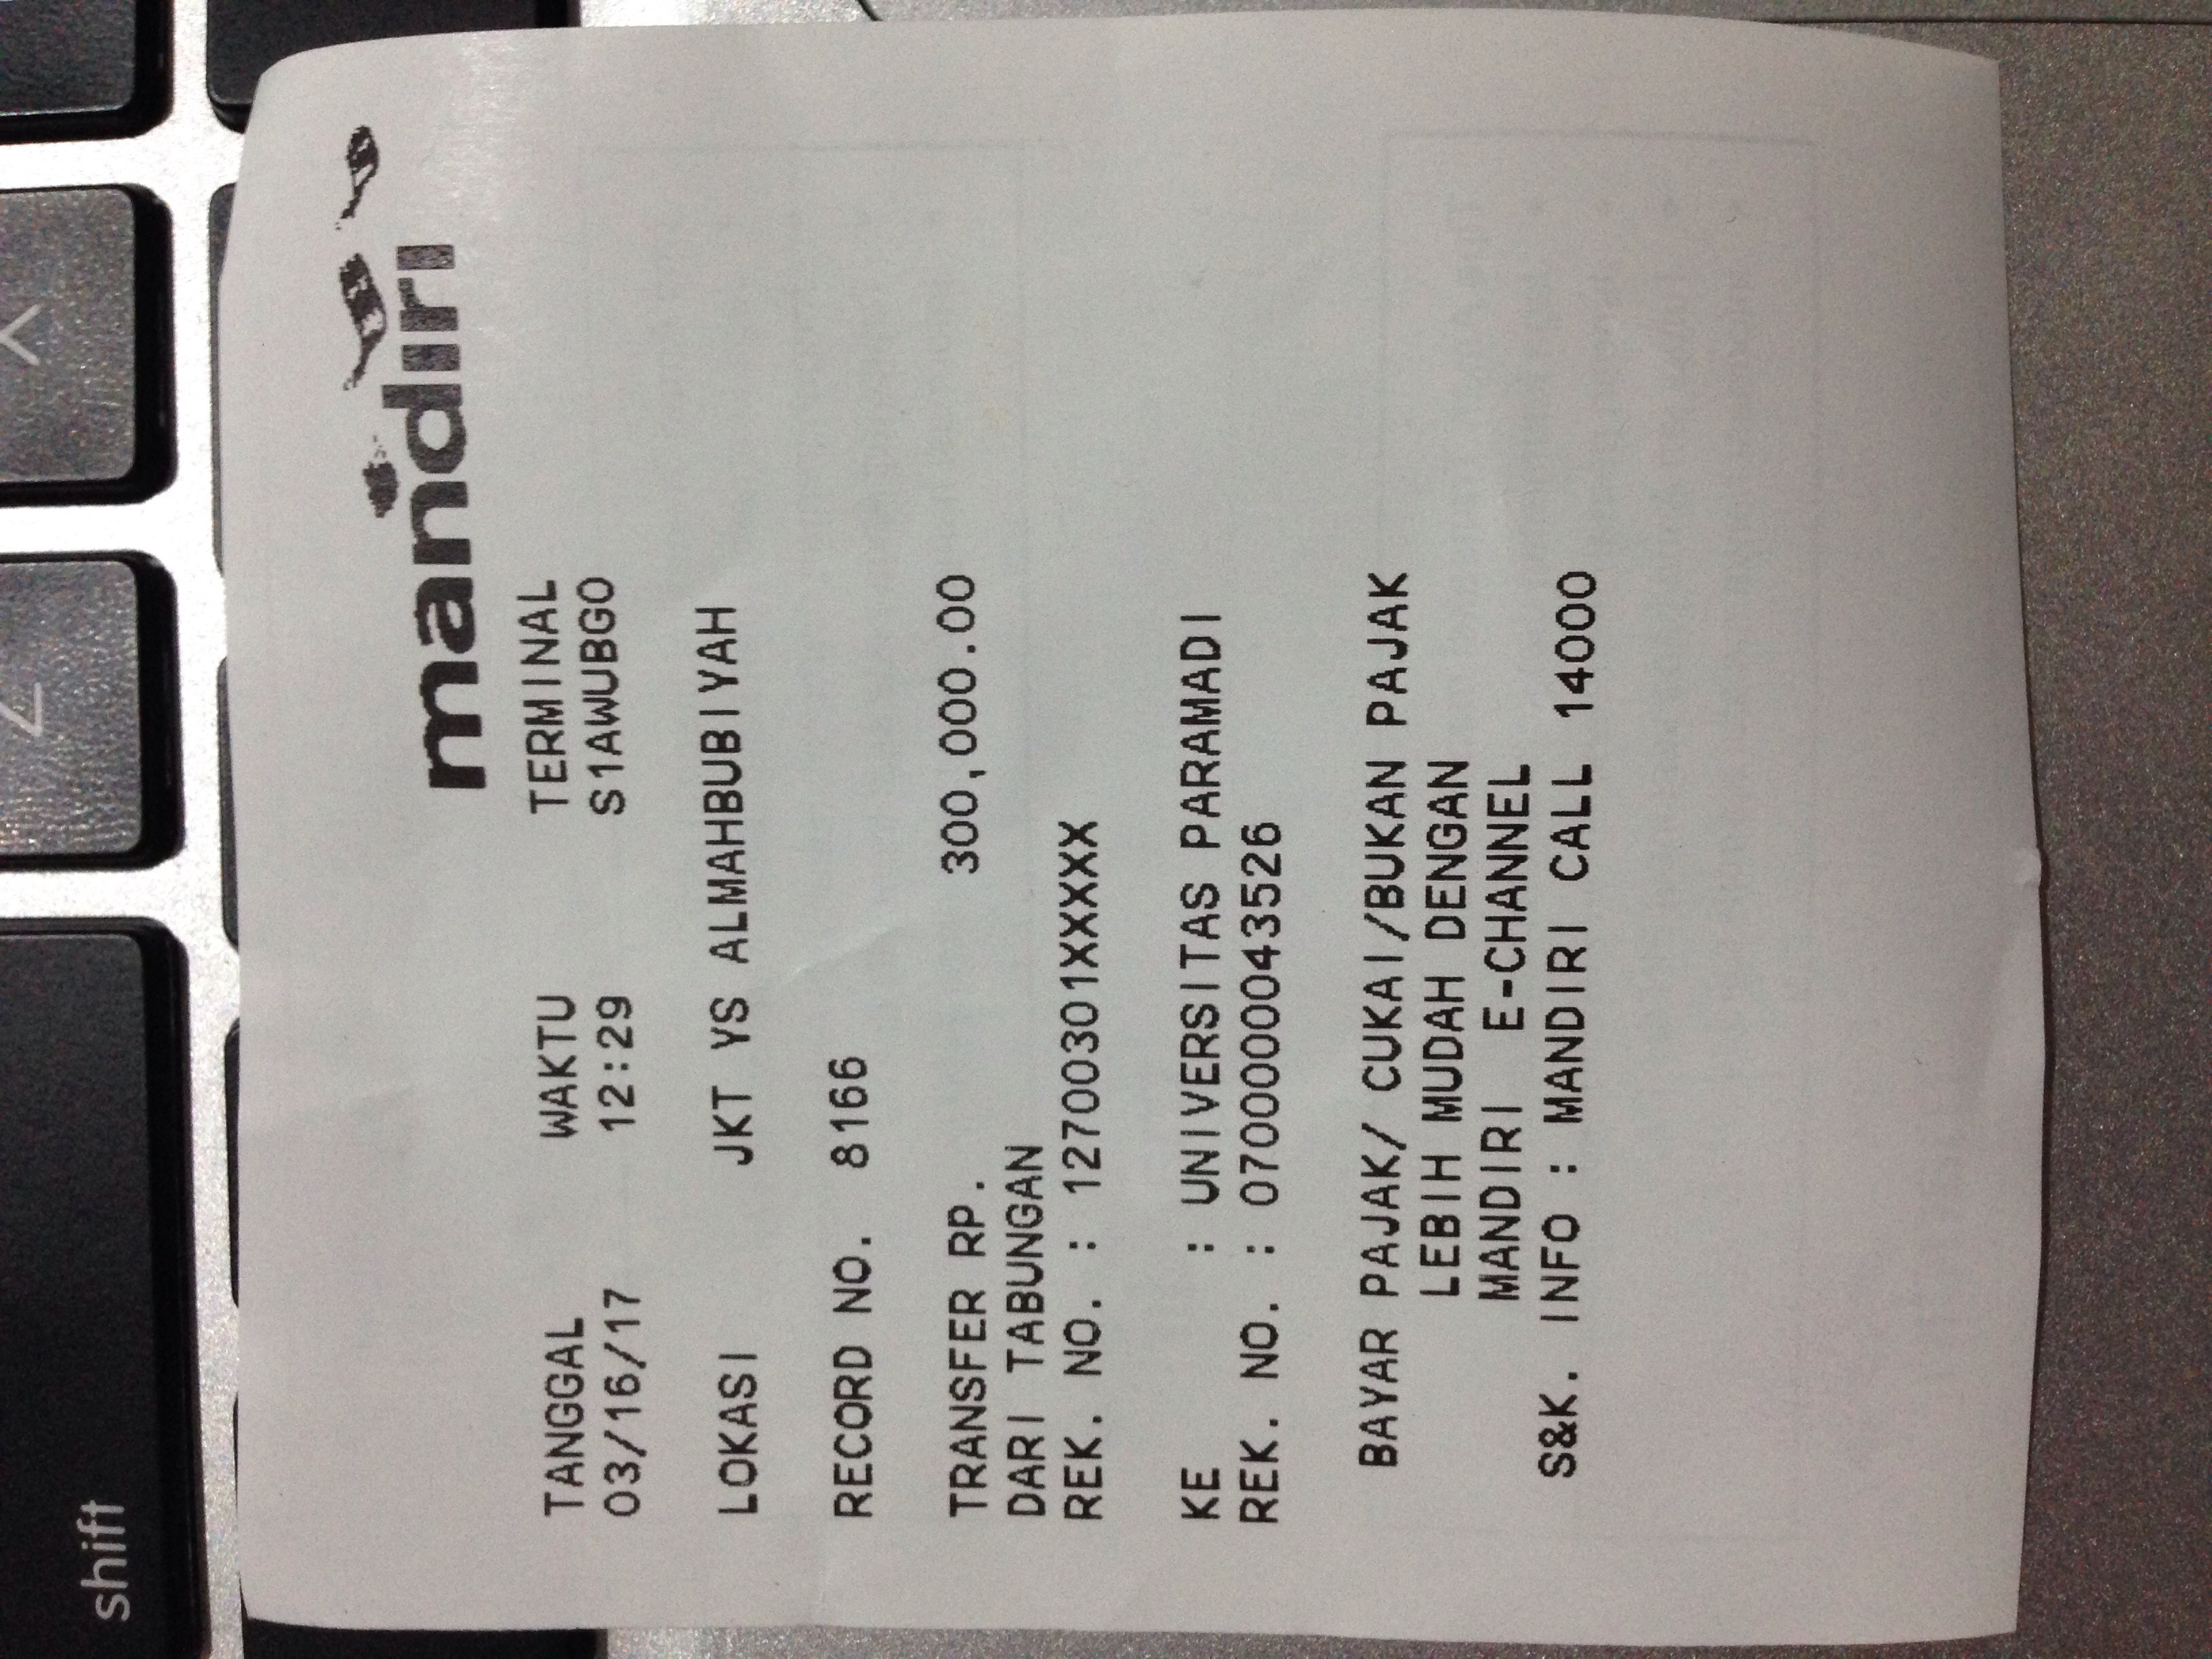 shift
Z
X
mandiri
TANGGAL WAKTU TERMINAL
03/16/17 12:29 S1AWUBGO
LOKASI JKT YS ALMAHBUBIYAH
RECORD NO. 8166
TRANSFER RP. 300,000.00
DARI TABUNGAN
REK. NO. : 12700301XXXXX
KE : UNIVERSITAS PARAMADI
REK. NO. : 0700000043526
BAYAR PAJAK/ CUKAI/BUKAN PAJAK
LEBIH MUDAH DENGAN
MANDIRI E-CHANNEL
S&K. INFO : MANDIRI CALL 14000